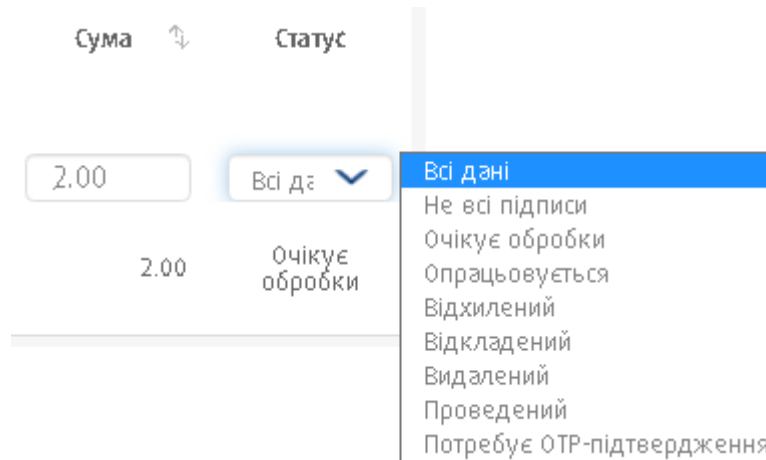 Сума Статус
2.00 Всі да
2.00 Очікує
обробки
Всі дані
Не всі підписи
Очікує обробки
Опрацьовується
Відхилений
Відкладений
Видалений
Проведений
Потребує OTP-підтвердження